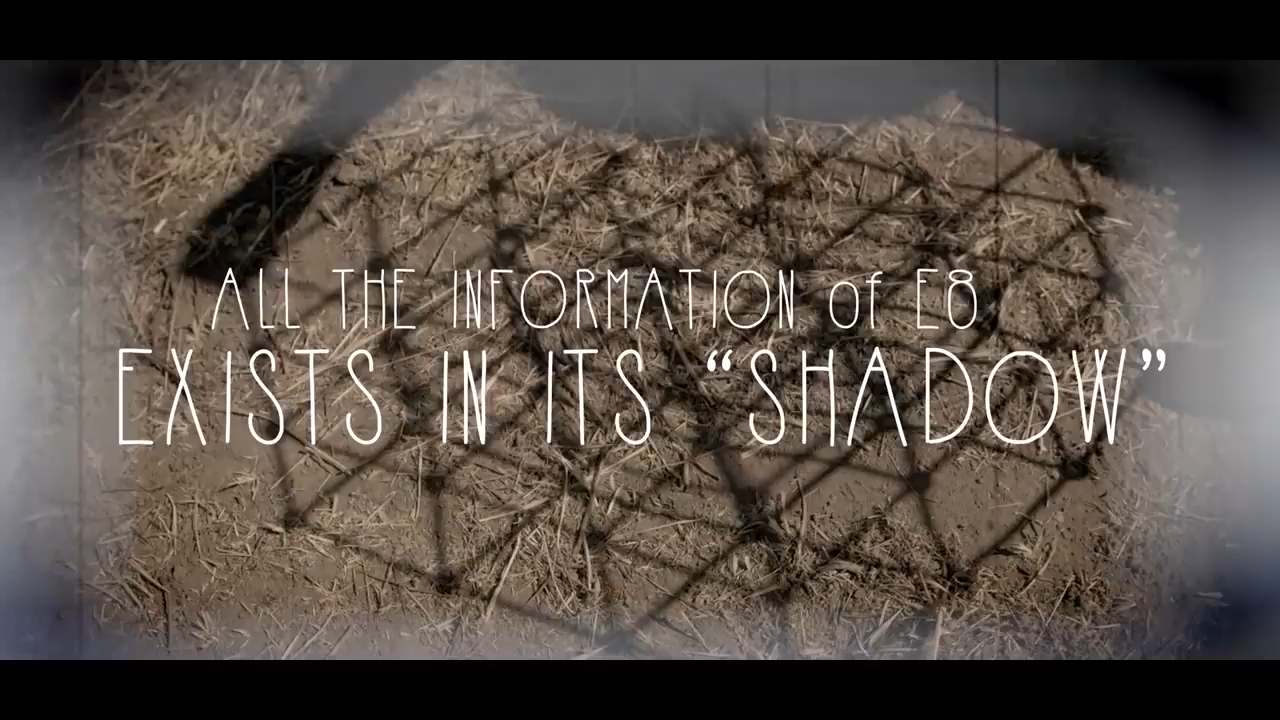 ALL THE INFORMATION of E8
EXISTS IN ITS “SHADOW”